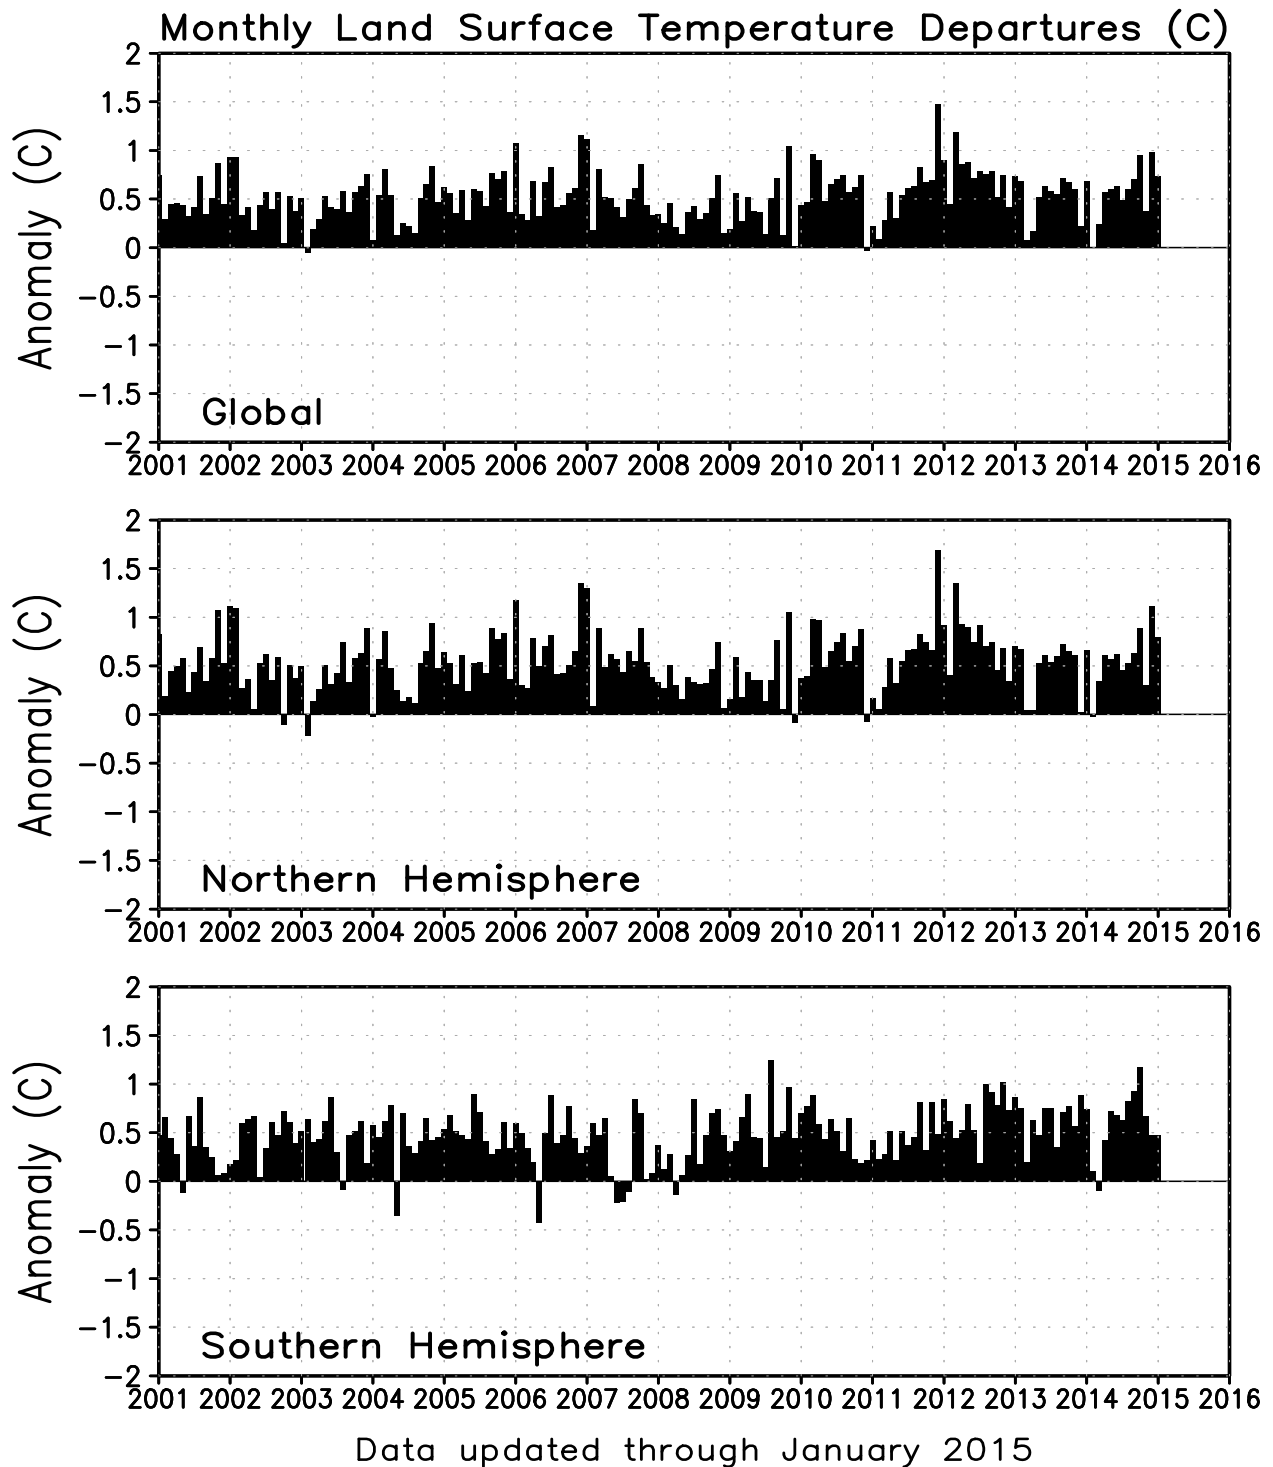 Monthly Land Surface Temperature Departures (C)
Anomaly (C)
2
1.5
1
0.5
0
−0.5
−1
−1.5
−2
Global
2001 2002 2003 2004 2005 2006 2007 2008 2009 2010 2011 2012 2013 2014 2015 2016
Anomaly (C)
2
1.5
1
0.5
0
−0.5
−1
−1.5
−2
Northern Hemisphere
2001 2002 2003 2004 2005 2006 2007 2008 2009 2010 2011 2012 2013 2014 2015 2016
Anomaly (C)
2
1.5
1
0.5
0
−0.5
−1
−1.5
−2
Southern Hemisphere
2001 2002 2003 2004 2005 2006 2007 2008 2009 2010 2011 2012 2013 2014 2015 2016
Data updated through January 2015